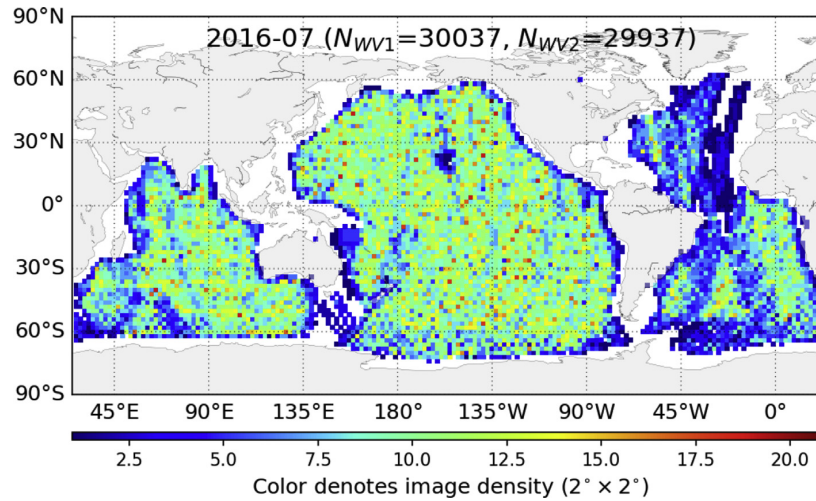 2016-07 (N_WV1=30037, N_WV2=29937)
90°N
60°N
30°N
0°
30°S
60°S
90°S
45°E 90°E 135°E 180° 135°W 90°W 45°W 0°
2.5 5.0 7.5 10.0 12.5 15.0 17.5 20.0
Color denotes image density (2°×2°)